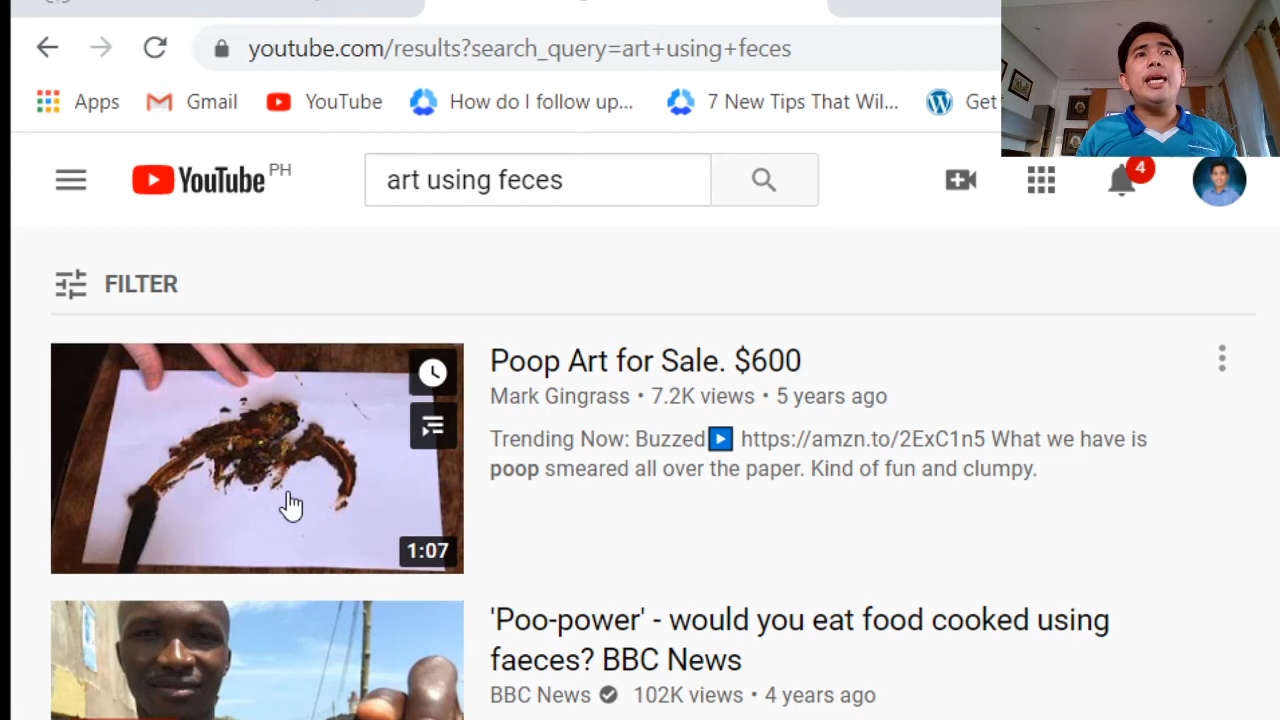 youtube.com/results?search_query=art+using+feces
Apps Gmail YouTube How do I follow up... 7 New Tips That Wil... Get
YouTube PH art using feces 4
FILTER
Poop Art for Sale. $600
Mark Gingrass • 7.2K views • 5 years ago
Trending Now: Buzzed▶️ https://amzn.to/2ExC1n5 What we have is
poop smeared all over the paper. Kind of fun and clumpy.
1:07
'Poo-power' - would you eat food cooked using
faeces? BBC News
BBC News 102K views • 4 years ago